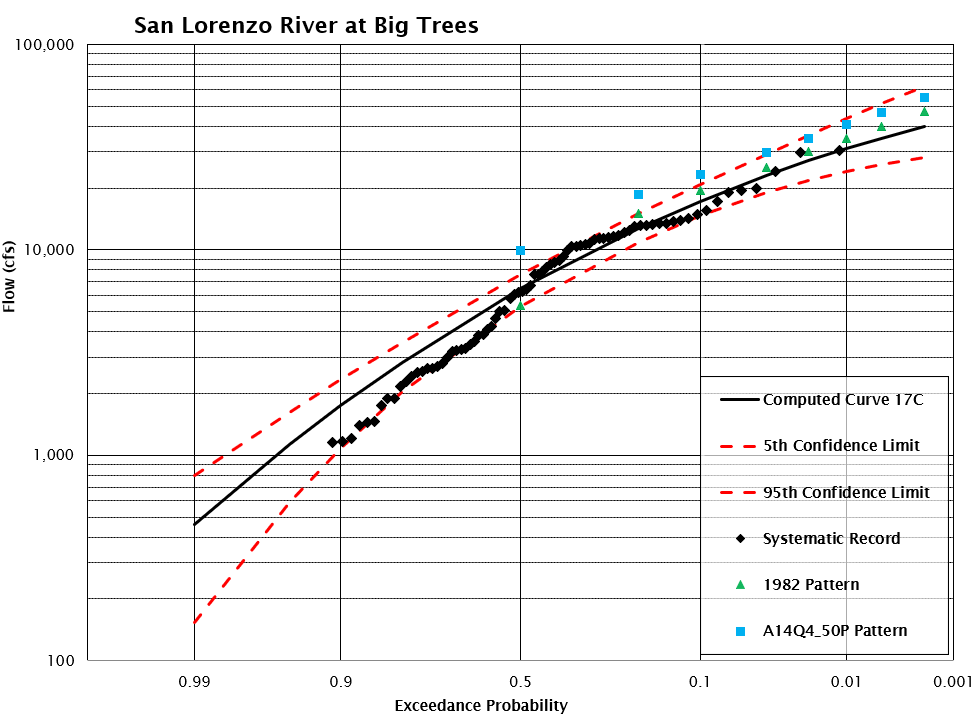 San Lorenzo River at Big Trees
100,000
10,000
1,000
100
Flow (cfs)
Computed Curve 17C
5th Confidence Limit
95th Confidence Limit
Systematic Record
1982 Pattern
A14Q4_50P Pattern
0.99 0.9 0.5 0.1 0.01 0.001
Exceedance Probability